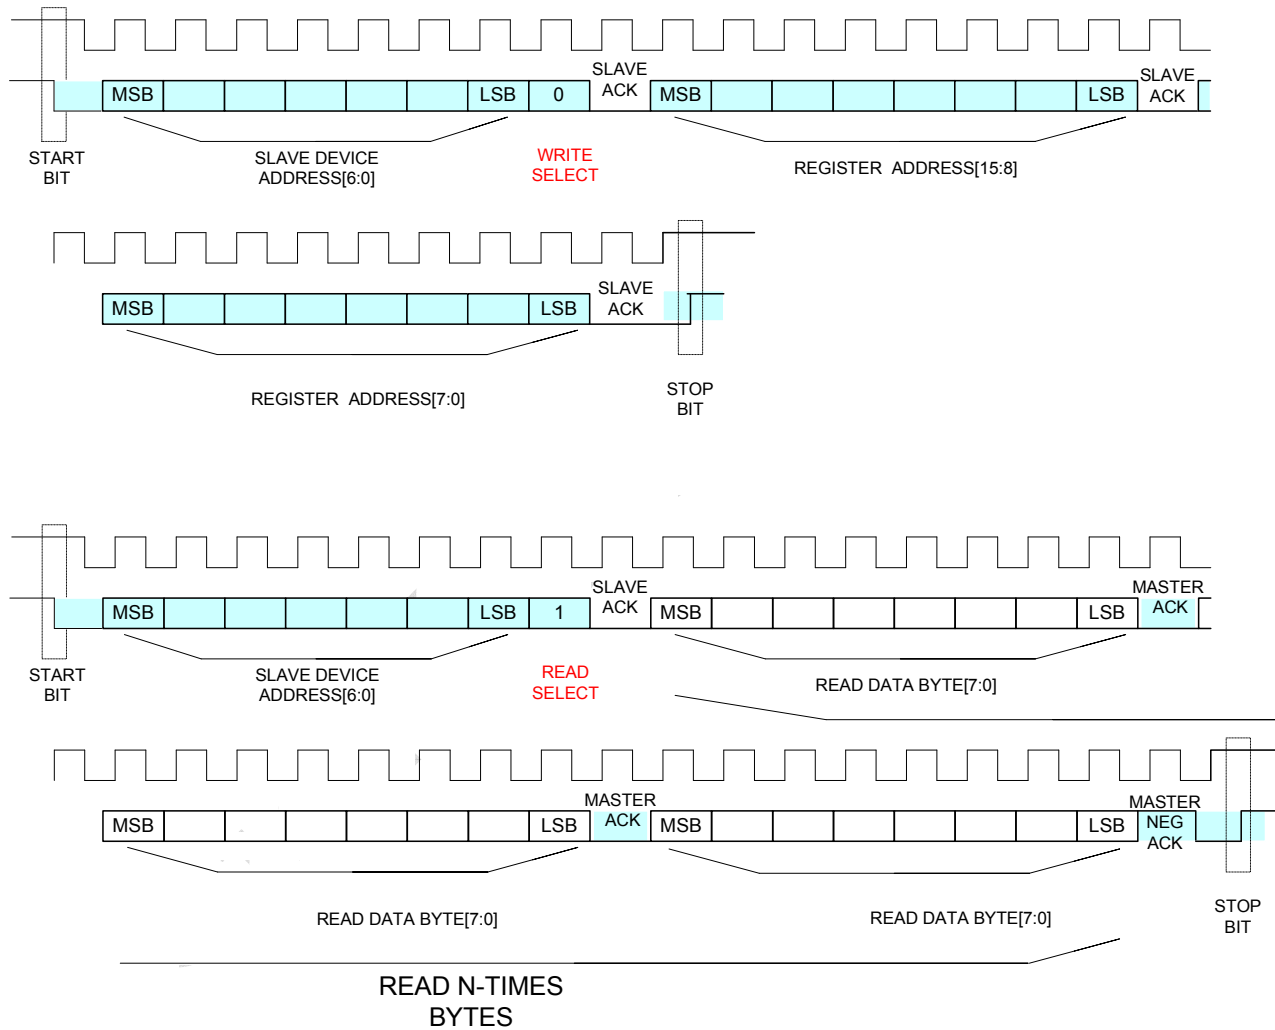 SLAVE
ACK
SLAVE
ACK
MSB LSB 0 MSB LSB
START
BIT
SLAVE DEVICE
ADDRESS[6:0]
WRITE
SELECT
REGISTER ADDRESS[15:8]
SLAVE
ACK
MSB LSB
REGISTER ADDRESS[7:0]
STOP
BIT
SLAVE
ACK
MASTER
ACK
MSB LSB 1 MSB LSB
START
BIT
SLAVE DEVICE
ADDRESS[6:0]
READ
SELECT
READ DATA BYTE[7:0]
MASTER
ACK
MASTER
NEG
ACK
MSB LSB MSB LSB
READ DATA BYTE[7:0]
READ DATA BYTE[7:0]
STOP
BIT
READ N-TIMES
BYTES